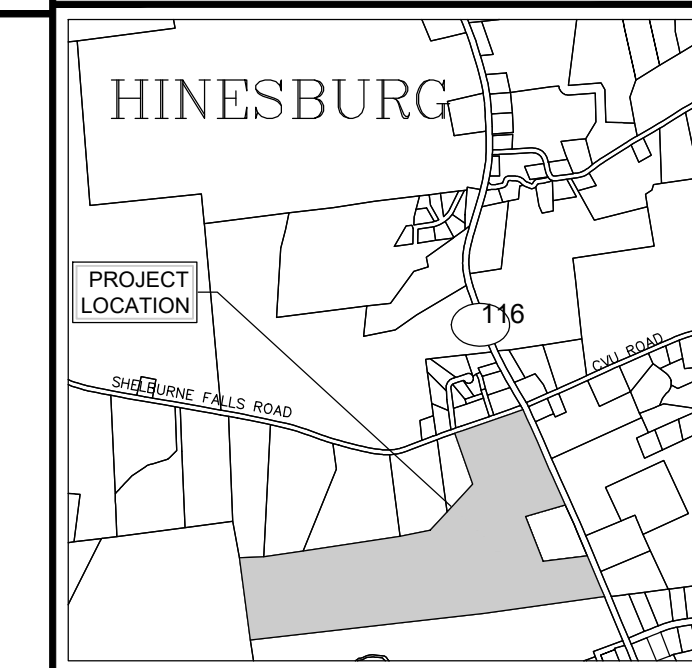 HINESBURG
PROJECT
LOCATION
116
CVU ROAD
SHELBURNE FALLS ROAD